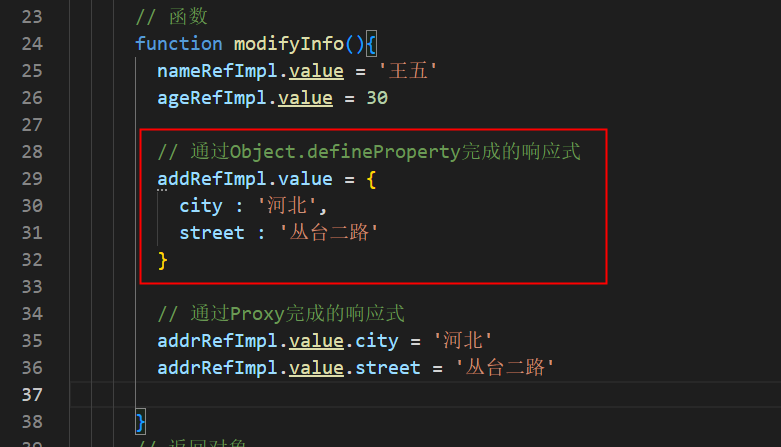 23 // 函数
24 function modifyInfo(){
25 nameRefImpl.value = '王五'
26 ageRefImpl.value = 30
27
28 // 通过Object.defineProperty完成的响应式
29 addRefImpl.value = {
30 city : '河北',
31 street : '丛台二路'
32 }
33
34 // 通过Proxy完成的响应式
35 addrRefImpl.value.city = '河北'
36 addrRefImpl.value.street = '丛台二路'
37
38 }
// 返回对象